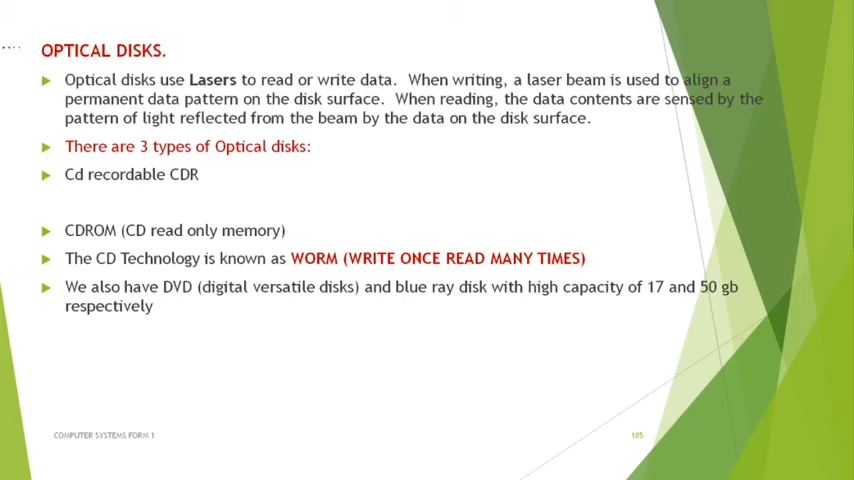 OPTICAL DISKS.
Optical disks use Lasers to read or write data. When writing, a laser beam is used to align a
permanent data pattern on the disk surface. When reading, the data contents are sensed by the
pattern of light reflected from the beam by the data on the disk surface.
There are 3 types of Optical disks:
Cd recordable CDR
CDROM (CD read only memory)
The CD Technology is known as WORM (WRITE ONCE READ MANY TIMES)
We also have DVD (digital versatile disks) and blue ray disk with high capacity of 17 and 50 gb
respectively
COMPUTER SYSTEMS FORM 1
105